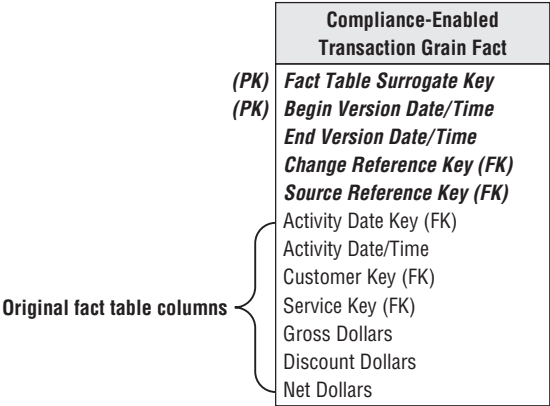 Compliance-Enabled
Transaction Grain Fact
(PK) Fact Table Surrogate Key
(PK) Begin Version Date/Time
End Version Date/Time
Change Reference Key (FK)
Source Reference Key (FK)
Activity Date Key (FK)
Activity Date/Time
Customer Key (FK)
Original fact table columns Service Key (FK)
Gross Dollars
Discount Dollars
Net Dollars